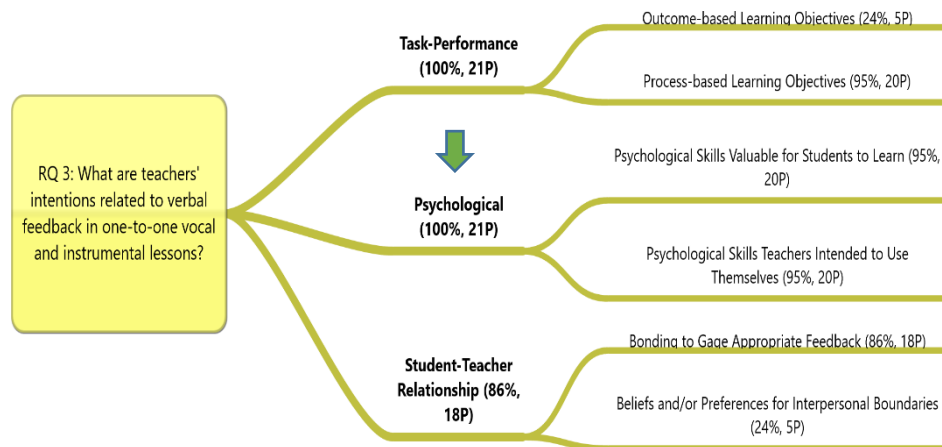 RQ 3: What are teachers'
intentions related to verbal
feedback in one-to-one vocal
and instrumental lessons?
Task-Performance
(100%, 21P)
Outcome-based Learning Objectives (24%, 5P)
Process-based Learning Objectives (95%, 20P)
Psychological
(100%, 21P)
Psychological Skills Valuable for Students to Learn (95%,
20P)
Psychological Skills Teachers Intended to Use
Themselves (95%, 20P)
Student-Teacher
Relationship (86%,
18P)
Bonding to Gage Appropriate Feedback (86%, 18P)
Beliefs and/or Preferences for Interpersonal Boundaries
(24%, 5P)